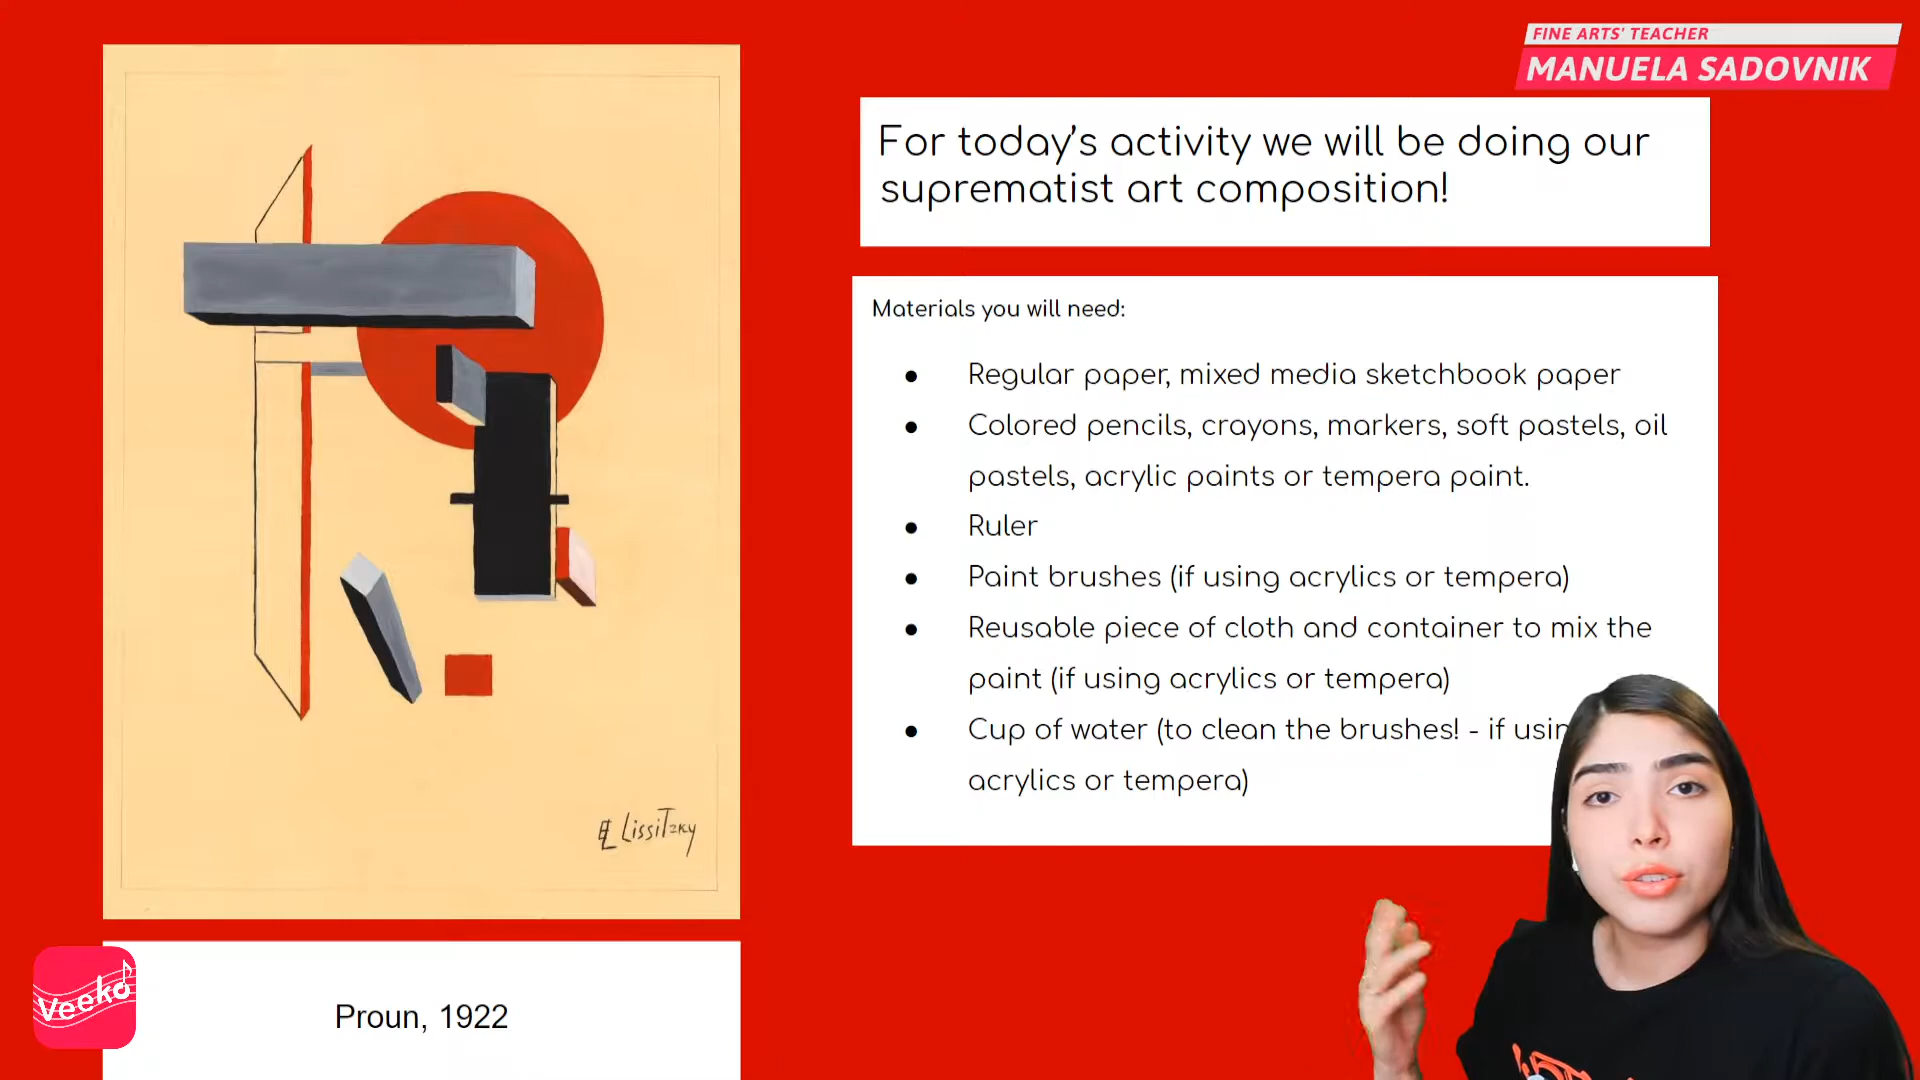 FINE ARTS' TEACHER
MANUELA SADOVNIK
For today's activity we will be doing our
suprematist art composition!
Materials you will need:
● Regular paper, mixed media sketchbook paper
● Colored pencils, crayons, markers, soft pastels, oil
pastels, acrylic paints or tempera paint.
● Ruler
● Paint brushes (if using acrylics or tempera)
● Reusable piece of cloth and container to mix the
paint (if using acrylics or tempera)
● Cup of water (to clean the brushes! - if usin
acrylics or tempera)
EL Lissitzky
Veeko
Proun, 1922